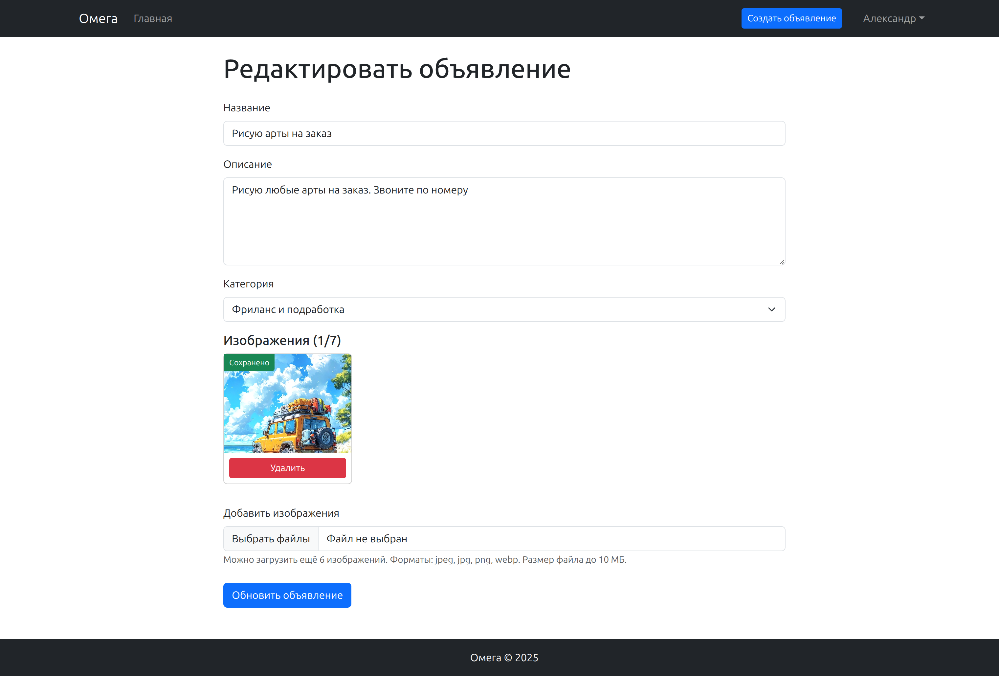 Омега Главная Создать объявление Александр
Редактировать объявление
Название
Рисую арты на заказ
Описание
Рисую любые арты на заказ. Звоните по номеру
Категория
Фриланс и подработка
Изображения (1/7)
Сохранено
Удалить
Добавить изображения
Выбрать файлы Файл не выбран
Можно загрузить ещё 6 изображений. Форматы: jpeg, jpg, png, webp. Размер файла до 10 МБ.
Обновить объявление
Омега © 2025